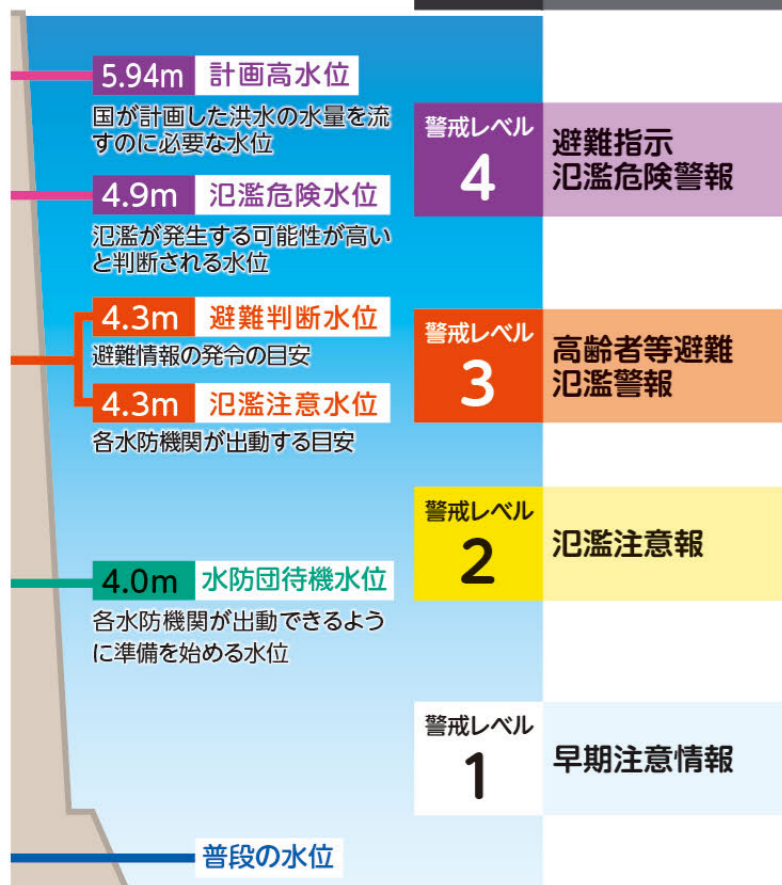 5.94m 計画高水位
国が計画した洪水の水量を流
すのに必要な水位
4.9m 氾濫危険水位
氾濫が発生する可能性が高い
と判断される水位
4.3m 避難判断水位
避難情報の発令の目安
4.3m 氾濫注意水位
各水防機関が出動する目安
4.0m 水防団待機水位
各水防機関が出動できるよう
に準備を始める水位
普段の水位
警戒レベル
4
避難指示
氾濫危険警報
警戒レベル
3
高齢者等避難
氾濫警報
警戒レベル
2
氾濫注意報
警戒レベル
1
早期注意情報